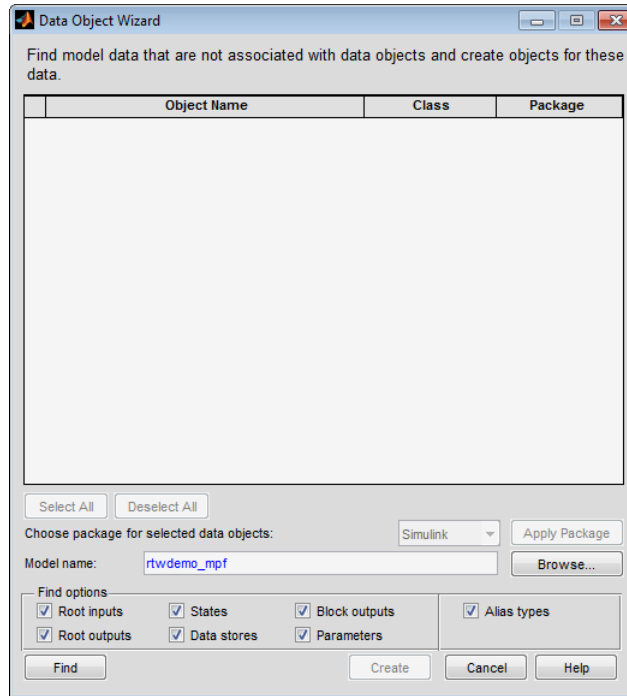 Data Object Wizard
Find model data that are not associated with data objects and create objects for these
data.
Object Name Class Package
Select All Deselect All
Choose package for selected data objects: Simulink Apply Package
Model name: rtwdemo_mpf Browse...
Find options
Root inputs States Block outputs Alias types
Root outputs Data stores Parameters
Find Create Cancel Help